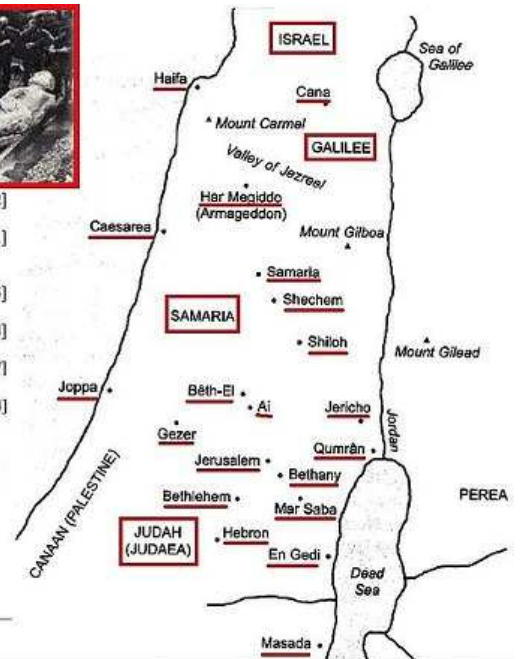 ISRAEL
Sea of
Galilee
Haifa
Cana
Mount Carmel
GALILEE
Valley of Jezreel
Har Megiddo
(Armageddon)
Caesarea
Mount Gilboa
Samaria
Shechem
SAMARIA
Shiloh
Mount Gilead
Joppa
Bêth-El
Ai
Jericho
Gezer
Jordan
Qumrân
Jerusalem
Bethany
Bethlehem
Mar Saba
PEREA
CANAAN (PALESTINE)
JUDAH
(JUDAEA)
Hebron
En Gedi
Dead
Sea
Masada